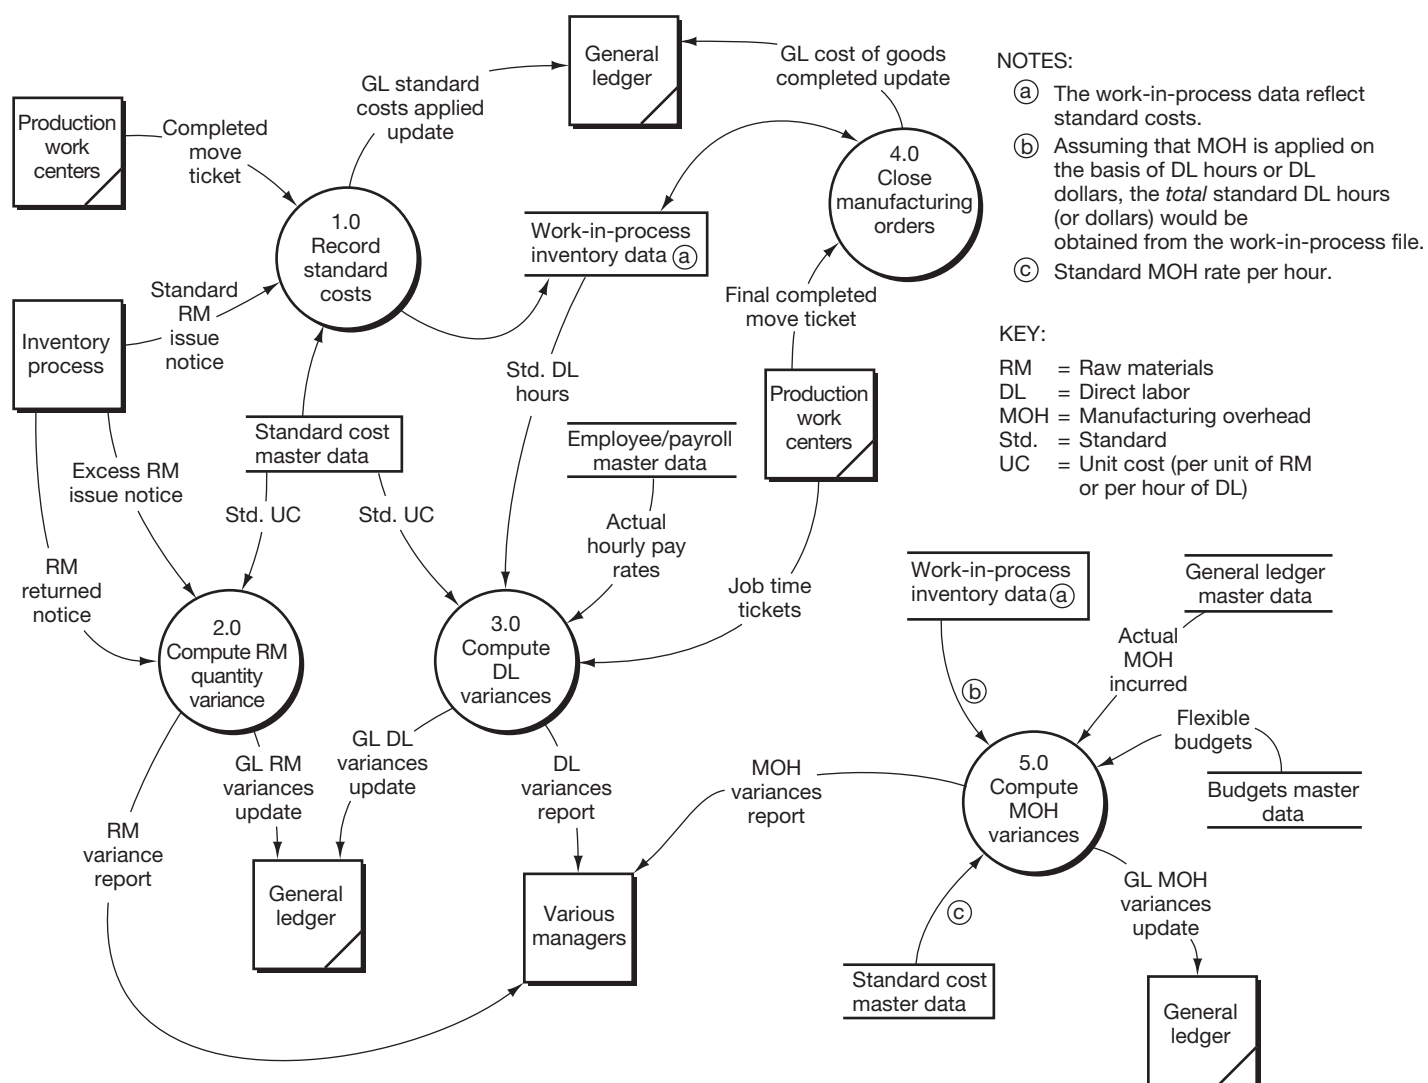 General
ledger
GL cost of goods
completed update
GL standard
costs applied
update
Production
work
centers
Completed
move
ticket
4.0
Close
manufacturing
orders
1.0
Record
standard
costs
Work-in-process
inventory data ⓐ
Standard
RM
issue
notice
Inventory
process
Final completed
move ticket
Std. DL
hours
Production
work
centers
Standard cost
master data
Employee/payroll
master data
Excess RM
issue notice
Std. UC
Std. UC
Actual
hourly pay
rates
RM
returned
notice
Job time
tickets
2.0
Compute RM
quantity
variance
3.0
Compute
DL
variances
GL RM
variances
update
GL DL
variances
update
DL
variances
report
MOH
variances
report
RM
variance
report
General
ledger
Various
managers
NOTES:
ⓐ The work-in-process data reflect
standard costs.
ⓑ Assuming that MOH is applied on
the basis of DL hours or DL
dollars, the total standard DL hours
(or dollars) would be
obtained from the work-in-process file.
ⓒ Standard MOH rate per hour.
KEY:
RM = Raw materials
DL = Direct labor
MOH = Manufacturing overhead
Std. = Standard
UC = Unit cost (per unit of RM
or per hour of DL)
Work-in-process
inventory data ⓐ
General ledger
master data
Actual
MOH
incurred
ⓑ
Flexible
budgets
5.0
Compute
MOH
variances
Budgets master
data
ⓒ
GL MOH
variances
update
Standard cost
master data
General
ledger